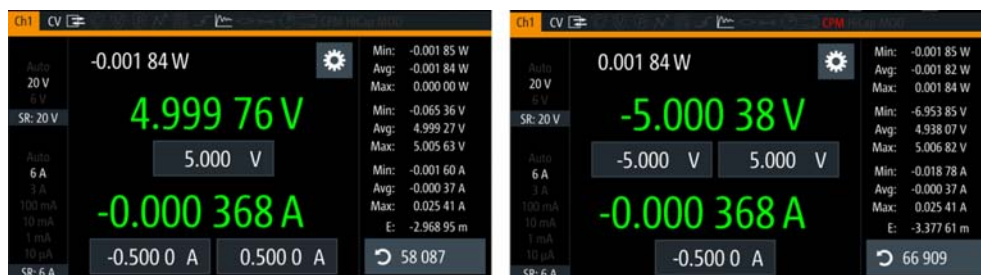 Ch1 CV
-0.001 84 W
Auto
20 V
6 V
SR: 20 V
4.999 76 V
5.000 V
Auto
6 A
3 A
100 mA
10 mA
1 mA
10 µA
SR: 6 A
-0.000 368 A
-0.500 0 A 0.500 0 A
Min: -0.001 85 W
Avg: -0.001 84 W
Max: 0.000 00 W
Min: -0.065 36 V
Avg: 4.999 27 V
Max: 5.005 63 V
Min: -0.001 60 A
Avg: -0.000 37 A
Max: 0.025 41 A
E: -2.968 95 m
58 087
Ch1 CV CPM
0.001 84 W
Auto
20 V
6 V
SR: 20 V
-5.000 38 V
-5.000 V 5.000 V
Auto
6 A
3 A
100 mA
10 mA
1 mA
10 µA
SR: 6 A
-0.000 368 A
-0.500 0 A
Min: -0.001 85 W
Avg: -0.001 82 W
Max: 0.001 84 W
Min: -6.953 85 V
Avg: 4.938 07 V
Max: 5.006 82 V
Min: -0.018 78 A
Avg: -0.000 37 A
Max: 0.025 41 A
E: -3.377 61 m
66 909